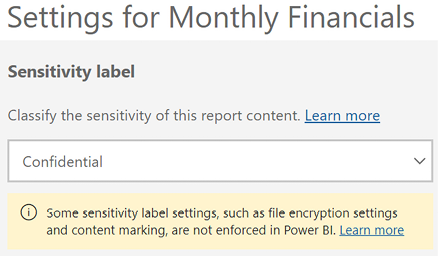 Settings for Monthly Financials
Sensitivity label
Classify the sensitivity of this report content. Learn more
Confidential
Some sensitivity label settings, such as file encryption settings
and content marking, are not enforced in Power BI. Learn more